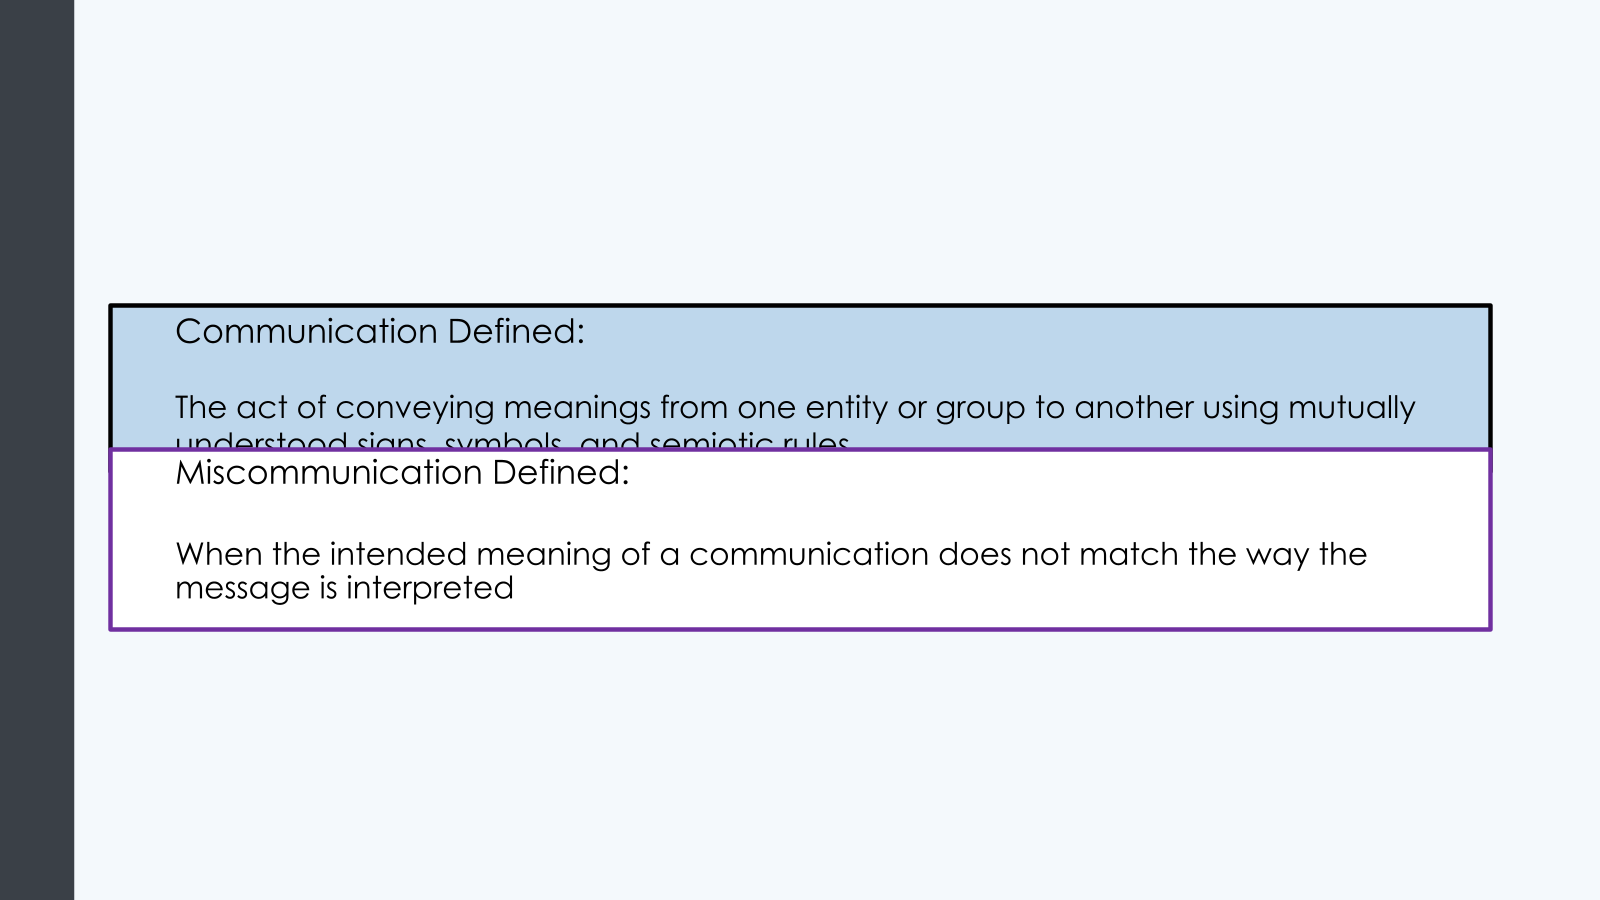 Communication Defined:
The act of conveying meanings from one entity or group to another using mutually
understood signs, symbols, and semiotic rules
Miscommunication Defined:
When the intended meaning of a communication does not match the way the
message is interpreted